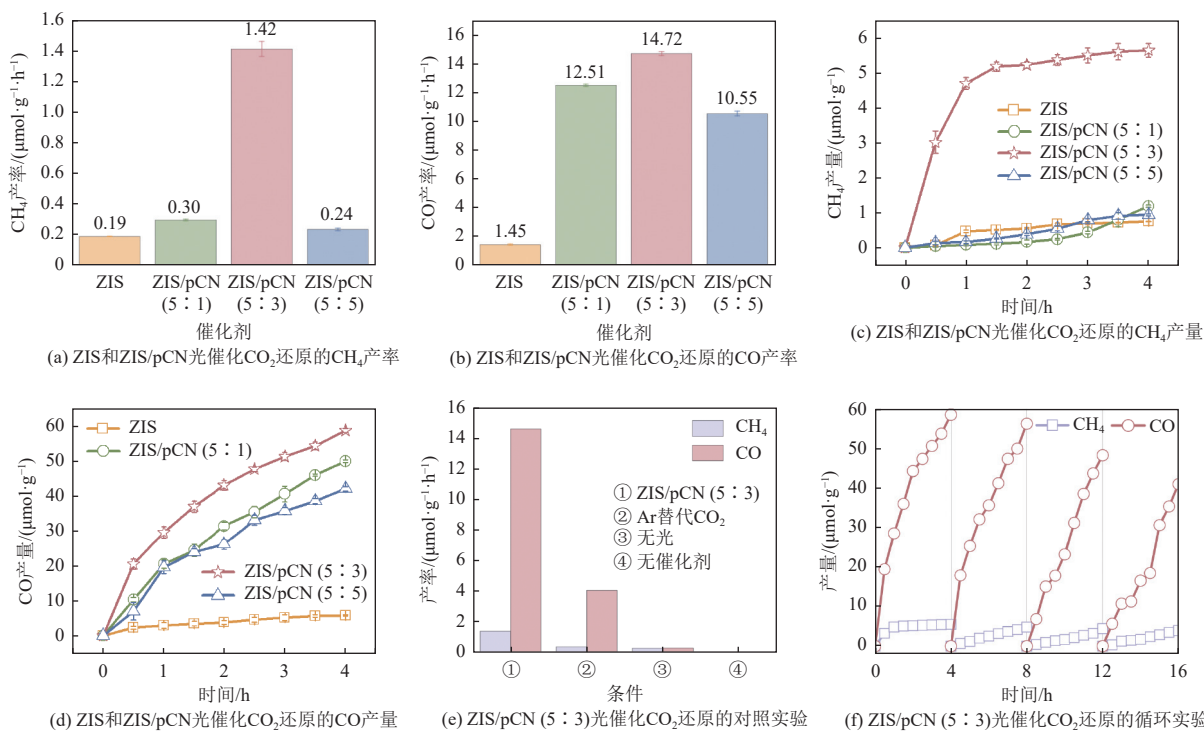 CH₄产率/(μmol·g⁻¹·h⁻¹)
1.6
1.4
1.2
1.0
0.8
0.6
0.4
0.2
0
0.19
0.30
1.42
0.24
ZIS
ZIS/pCN
(5∶1)
ZIS/pCN
(5∶3)
ZIS/pCN
(5∶5)
催化剂
(a) ZIS和ZIS/pCN光催化CO₂还原的CH₄产率
CO产率/(μmol·g⁻¹·h⁻¹)
18
16
14
12
10
8
6
4
2
0
1.45
12.51
14.72
10.55
ZIS
ZIS/pCN
(5∶1)
ZIS/pCN
(5∶3)
ZIS/pCN
(5∶5)
催化剂
(b) ZIS和ZIS/pCN光催化CO₂还原的CO产率
CH₄产量/(μmol·g⁻¹)
6
5
4
3
2
1
0
ZIS
ZIS/pCN (5∶1)
ZIS/pCN (5∶3)
ZIS/pCN (5∶5)
0 1 2 3 4
时间/h
(c) ZIS和ZIS/pCN光催化CO₂还原的CH₄产量
CO产量/(μmol·g⁻¹)
60
50
40
30
20
10
0
ZIS
ZIS/pCN (5∶1)
ZIS/pCN (5∶3)
ZIS/pCN (5∶5)
0 1 2 3 4
时间/h
(d) ZIS和ZIS/pCN光催化CO₂还原的CO产量
产率/(μmol·g⁻¹·h⁻¹)
16
14
12
10
8
6
4
2
0
CH₄
CO
① ZIS/pCN (5∶3)
② Ar替代CO₂
③ 无光
④ 无催化剂
① ② ③ ④
条件
(e) ZIS/pCN (5∶3)光催化CO₂还原的对照实验
产量/(μmol·g⁻¹)
60
50
40
30
20
10
0
CH₄ CO
0 4 8 12 16
时间/h
(f) ZIS/pCN (5∶3)光催化CO₂还原的循环实验